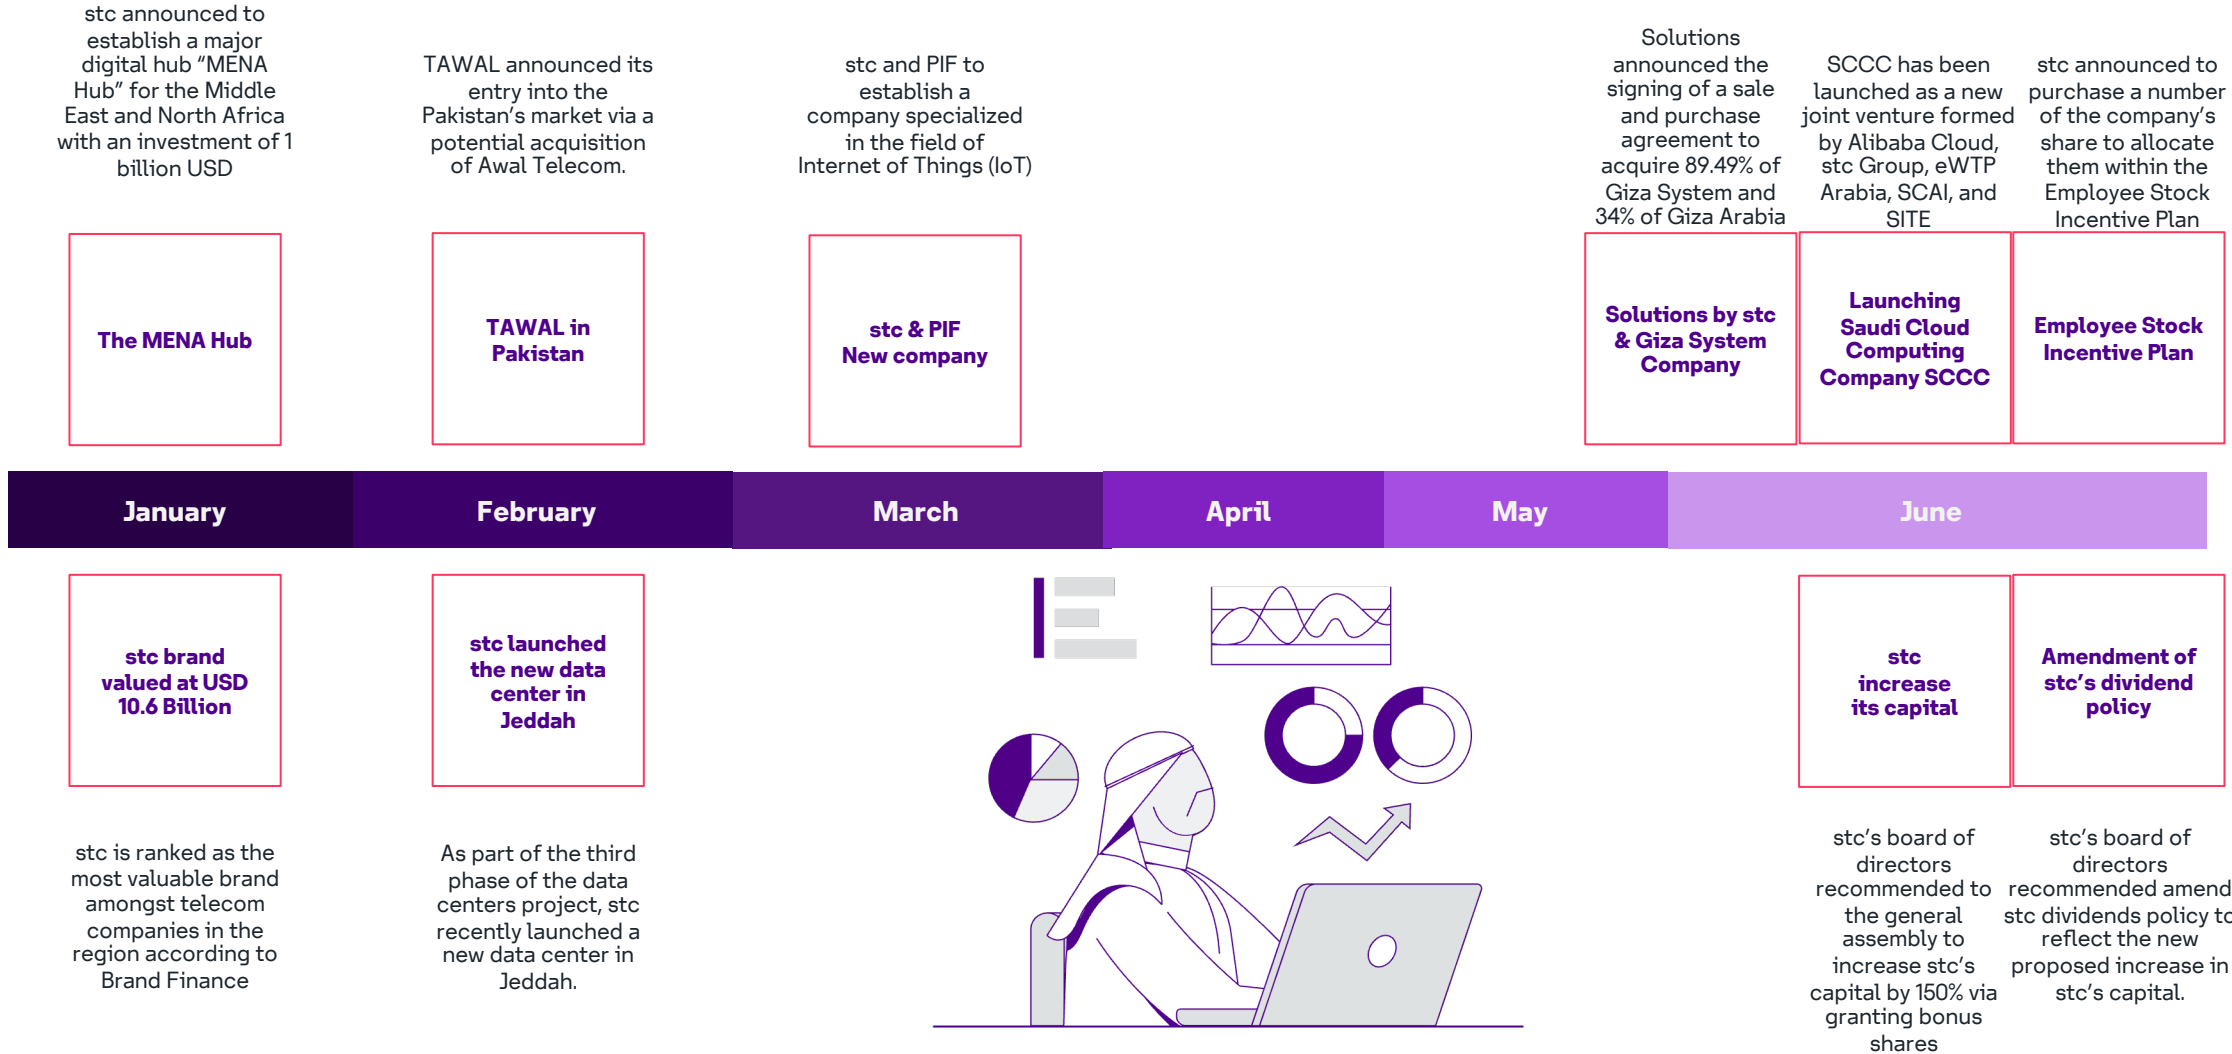 stc announced to
establish a major
digital hub “MENA
Hub” for the Middle
East and North Africa
with an investment of 1
billion USD
TAWAL announced its
entry into the
Pakistan’s market via a
potential acquisition
of Awal Telecom.
stc and PIF to
establish a
company specialized
in the field of
Internet of Things (IoT)
Solutions
announced the
signing of a sale
and purchase
agreement to
acquire 89.49% of
Giza System and
34% of Giza Arabia
SCCC has been
launched as a new
joint venture formed
by Alibaba Cloud,
stc Group, eWTP
Arabia, SCAI, and
SITE
stc announced to
purchase a number
of the company’s
share to allocate
them within the
Employee Stock
Incentive Plan
The MENA Hub
TAWAL in
Pakistan
stc & PIF
New company
Solutions by stc
& Giza System
Company
Launching
Saudi Cloud
Computing
Company SCCC
Employee Stock
Incentive Plan
January
February
March
April
May
June
stc brand
valued at USD
10.6 Billion
stc launched
the new data
center in
Jeddah
stc
increase
its capital
Amendment of
stc’s dividend
policy
stc is ranked as the
most valuable brand
amongst telecom
companies in the
region according to
Brand Finance
As part of the third
phase of the data
centers project, stc
recently launched a
new data center in
Jeddah.
stc’s board of
directors
recommended to
the general
assembly to
increase stc’s
capital by 150% via
granting bonus
shares
stc’s board of
directors
recommended amend
stc dividends policy to
reflect the new
proposed increase in
stc’s capital.